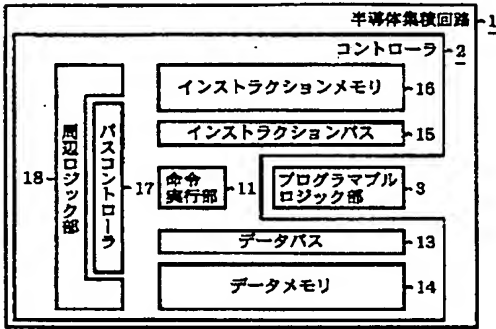 半導体集積回路 1
コントローラ 2
インストラクションメモリ 16
インストラクションバス 15
周辺ロジック部 18
バスコントローラ 17
命令
実行部 11
プログラマブル
ロジック部 3
データバス 13
データメモリ 14